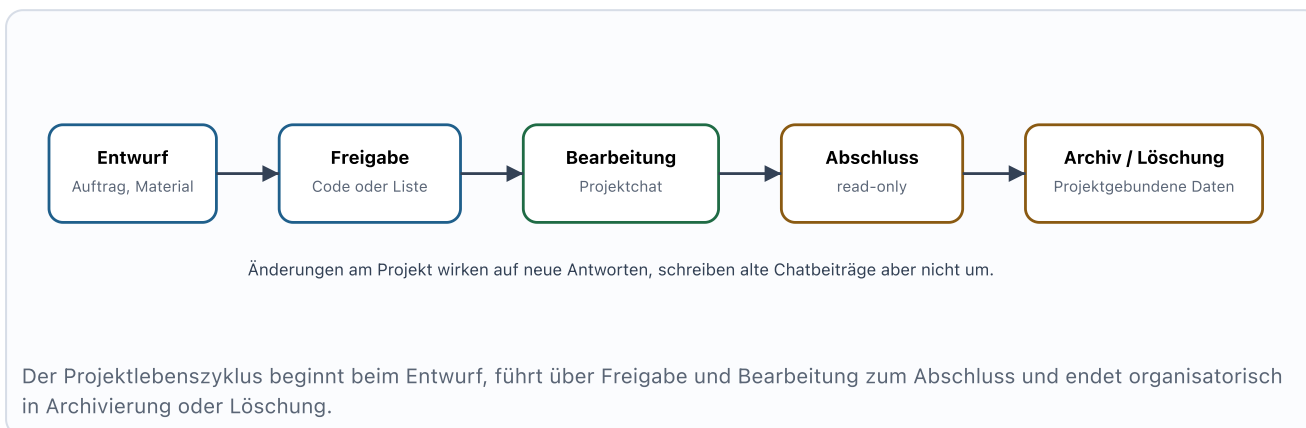 Entwurf
Auftrag, Material
Freigabe
Code oder Liste
Bearbeitung
Projektchat
Abschluss
read-only
Archiv / Löschung
Projektgebundene Daten
Änderungen am Projekt wirken auf neue Antworten, schreiben alte Chatbeiträge aber nicht um.
Der Projektlebenszyklus beginnt beim Entwurf, führt über Freigabe und Bearbeitung zum Abschluss und endet organisatorisch
in Archivierung oder Löschung.